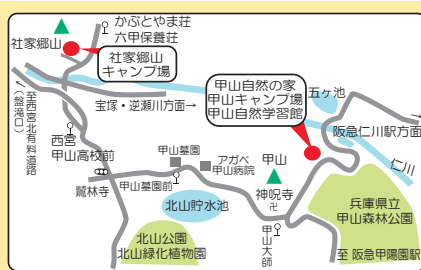 かぶとやま荘
六甲保養荘
社家郷山
社家郷山
キャンプ場
甲山自然の家
甲山キャンプ場
甲山自然学習館
五ヶ池
至西宮北有料道路
(盤滝口)
宝塚・逆瀬川方面→
阪急仁川駅方面
→
仁川
西宮
甲山高校前
甲山墓園
アガペ
甲山病院
甲山
鷲林寺
甲山墓園前
神呪寺
卍
北山貯水池
兵庫県立
甲山森林公園
北山公園
北山緑化植物園
甲山大師
至 阪急甲陽園駅